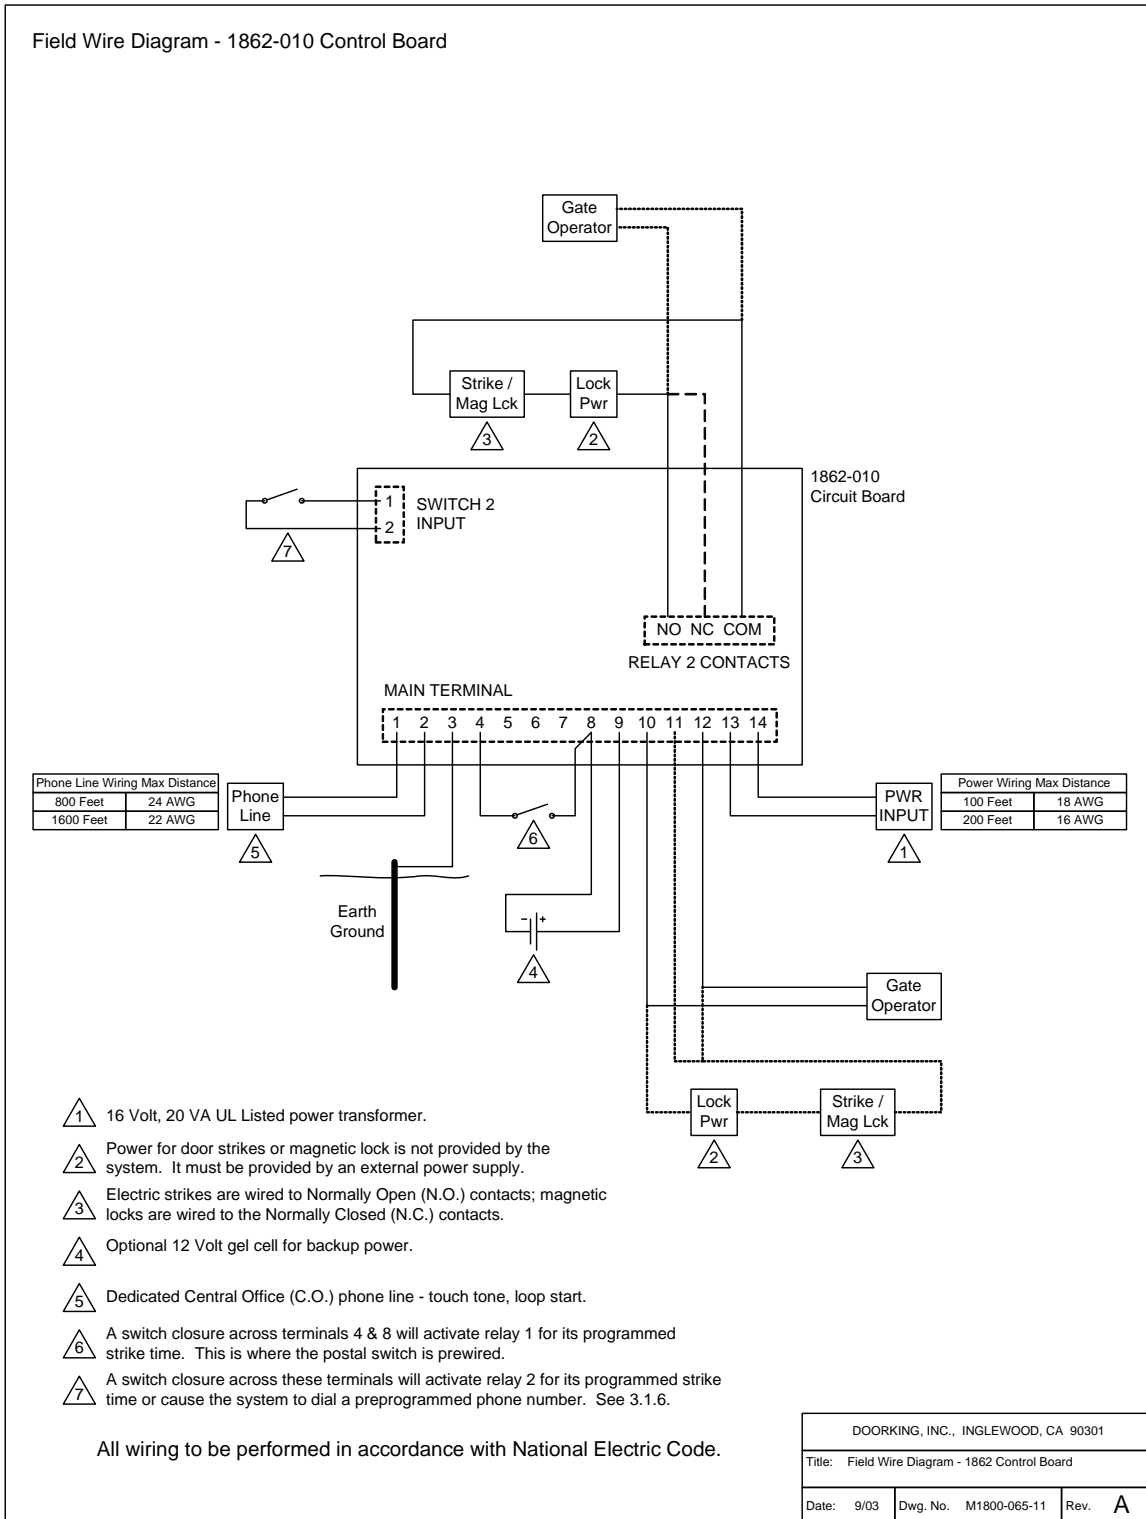 Field Wire Diagram - 1862-010 Control Board
Gate
Operator
Strike /
Mag Lck
3
Lock
Pwr
2
1862-010
Circuit Board
1
2
SWITCH 2
INPUT
7
NO NC COM
RELAY 2 CONTACTS
MAIN TERMINAL
1 2 3 4 5 6 7 8 9 10 11 12 13 14
Phone Line Wiring Max Distance
800 Feet 24 AWG
1600 Feet 22 AWG
Phone
Line
5
6
PWR
INPUT
1
Power Wiring Max Distance
100 Feet 18 AWG
200 Feet 16 AWG
Earth
Ground
- +
4
Gate
Operator
Lock
Pwr
2
Strike /
Mag Lck
3
1 16 Volt, 20 VA UL Listed power transformer.
2 Power for door strikes or magnetic lock is not provided by the
system. It must be provided by an external power supply.
3 Electric strikes are wired to Normally Open (N.O.) contacts; magnetic
locks are wired to the Normally Closed (N.C.) contacts.
4 Optional 12 Volt gel cell for backup power.
5 Dedicated Central Office (C.O.) phone line - touch tone, loop start.
6 A switch closure across terminals 4 & 8 will activate relay 1 for its programmed
strike time. This is where the postal switch is prewired.
7 A switch closure across these terminals will activate relay 2 for its programmed strike
time or cause the system to dial a preprogrammed phone number. See 3.1.6.
All wiring to be performed in accordance with National Electric Code.
DOORKING, INC., INGLEWOOD, CA 90301
Title: Field Wire Diagram - 1862 Control Board
Date: 9/03 Dwg. No. M1800-065-11 Rev. A